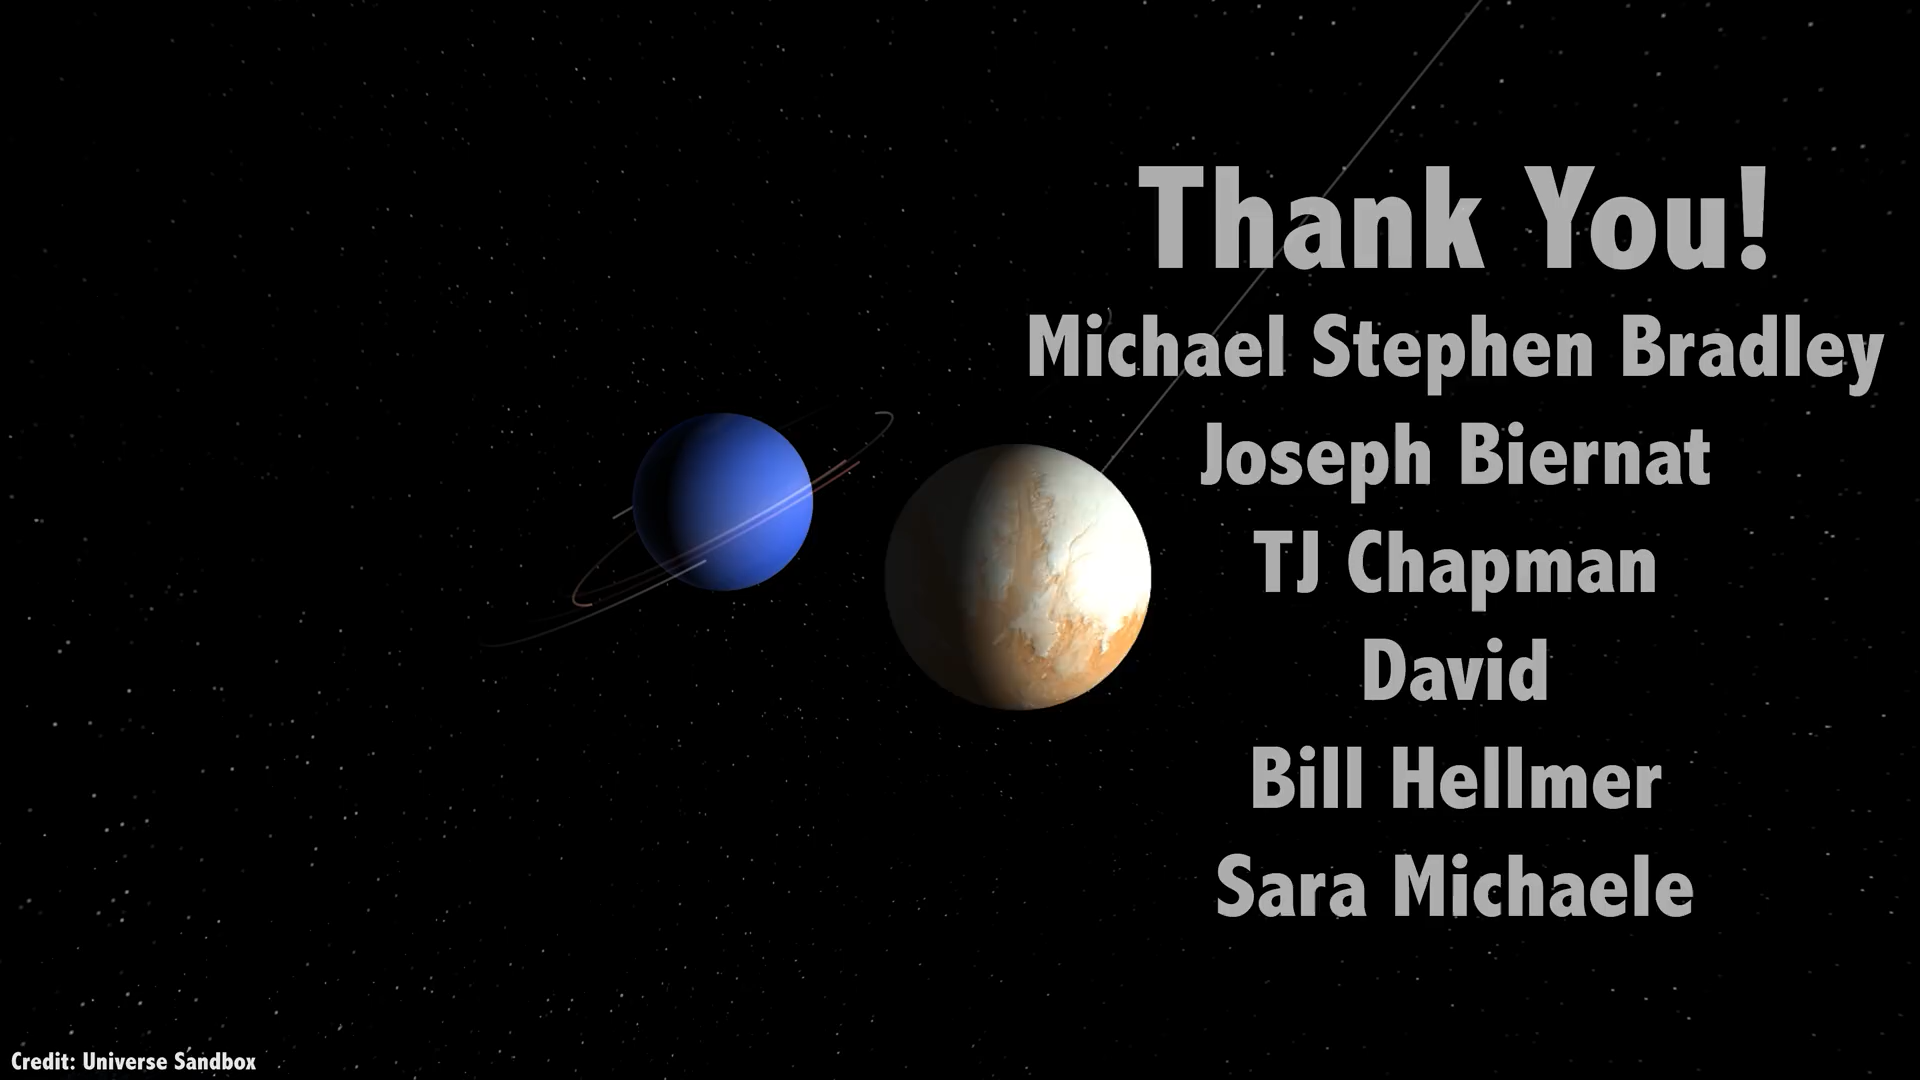 Thank You!
Michael Stephen Bradley
Joseph Biernat
TJ Chapman
David
Bill Hellmer
Sara Michaele
Credit: Universe Sandbox